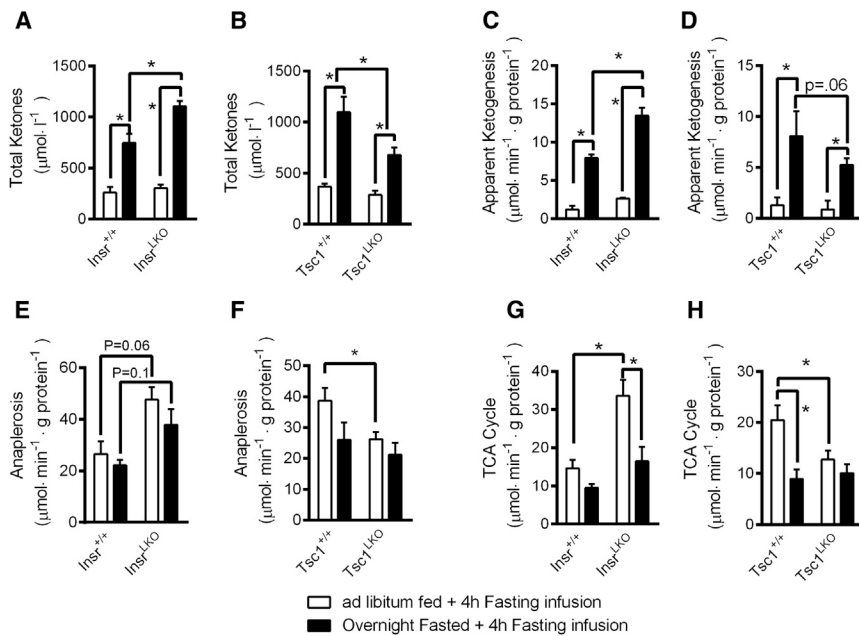 A
Total Ketones
(μmol· l⁻¹)
1500
1000
500
0
*
*
*
Insr+/+
InsrLKO
B
Total Ketones
(μmol· l⁻¹)
1500
1000
500
0
*
*
*
Tsc1+/+
Tsc1LKO
C
Apparent Ketogenesis
(μmol· min⁻¹ · g protein⁻¹)
20
15
10
5
0
*
*
*
Insr+/+
InsrLKO
D
Apparent Ketogenesis
(μmol· min⁻¹ · g protein⁻¹)
15
10
5
0
*
p=.06
*
Tsc1+/+
Tsc1LKO
E
Anaplerosis
(μmol· min⁻¹ · g protein⁻¹)
60
40
20
0
P=0.06
P=0.1
Insr+/+
InsrLKO
F
Anaplerosis
(μmol· min⁻¹ · g protein⁻¹)
50
40
30
20
10
0
*
Tsc1+/+
Tsc1LKO
G
TCA Cycle
(μmol· min⁻¹ · g protein⁻¹)
40
30
20
10
0
*
*
Insr+/+
InsrLKO
H
TCA Cycle
(μmol· min⁻¹ · g protein⁻¹)
30
20
10
0
*
*
Tsc1+/+
Tsc1LKO
ad libitum fed + 4h Fasting infusion
Overnight Fasted + 4h Fasting infusion